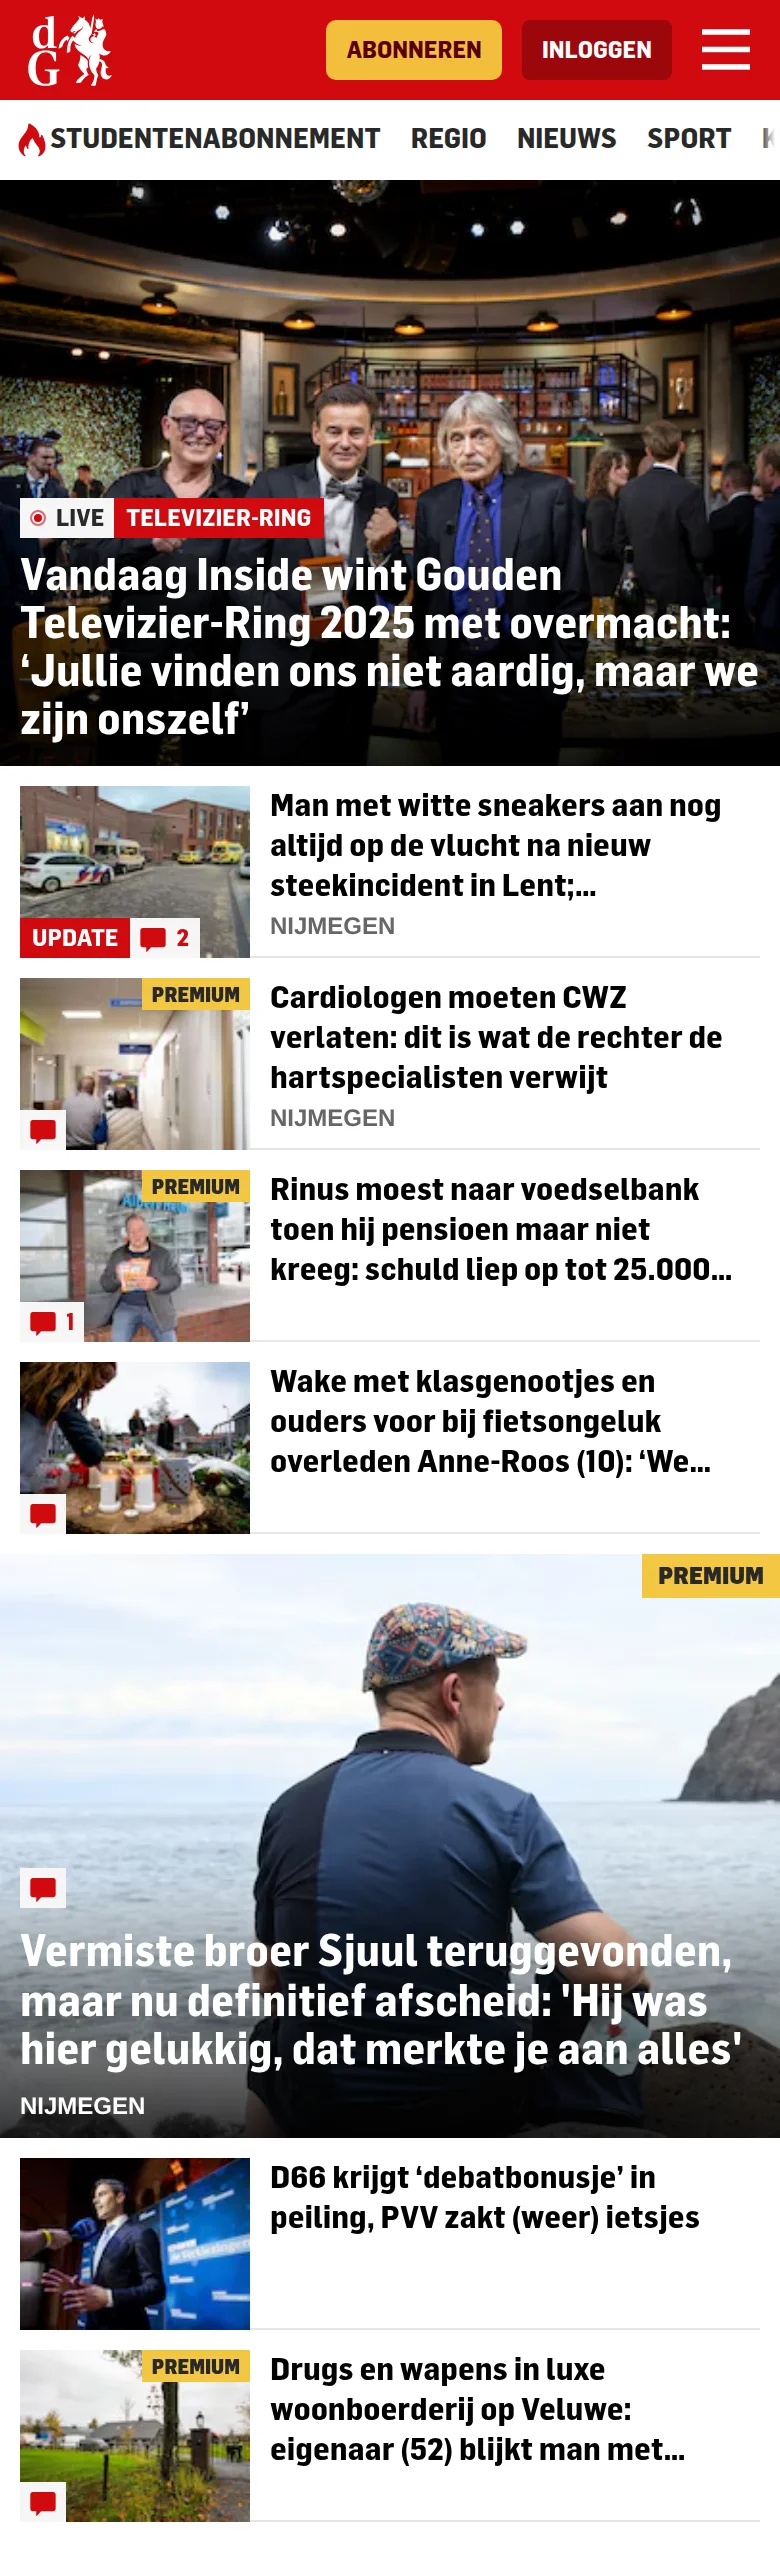 dG
ABONNEREN
INLOGGEN
STUDENTENABONNEMENT REGIO NIEUWS SPORT
LIVE TELEVIZIER-RING
Vandaag Inside wint Gouden
Televizier-Ring 2025 met overmacht:
‘Jullie vinden ons niet aardig, maar we
zijn onszelf’
Man met witte sneakers aan nog
altijd op de vlucht na nieuw
steekincident in Lent;...
NIJMEGEN
UPDATE 2
PREMIUM
Cardiologen moeten CWZ
verlaten: dit is wat de rechter de
hartspecialisten verwijt
NIJMEGEN
PREMIUM
Rinus moest naar voedselbank
toen hij pensioen maar niet
kreeg: schuld liep op tot 25.000...
1
Wake met klasgenootjes en
ouders voor bij fietsongeluk
overleden Anne-Roos (10): ‘We...
PREMIUM
Vermiste broer Sjuul teruggevonden,
maar nu definitief afscheid: 'Hij was
hier gelukkig, dat merkte je aan alles'
NIJMEGEN
D66 krijgt ‘debatbonusje’ in
peiling, PVV zakt (weer) ietsjes
PREMIUM
Drugs en wapens in luxe
woonboerderij op Veluwe:
eigenaar (52) blijkt man met...